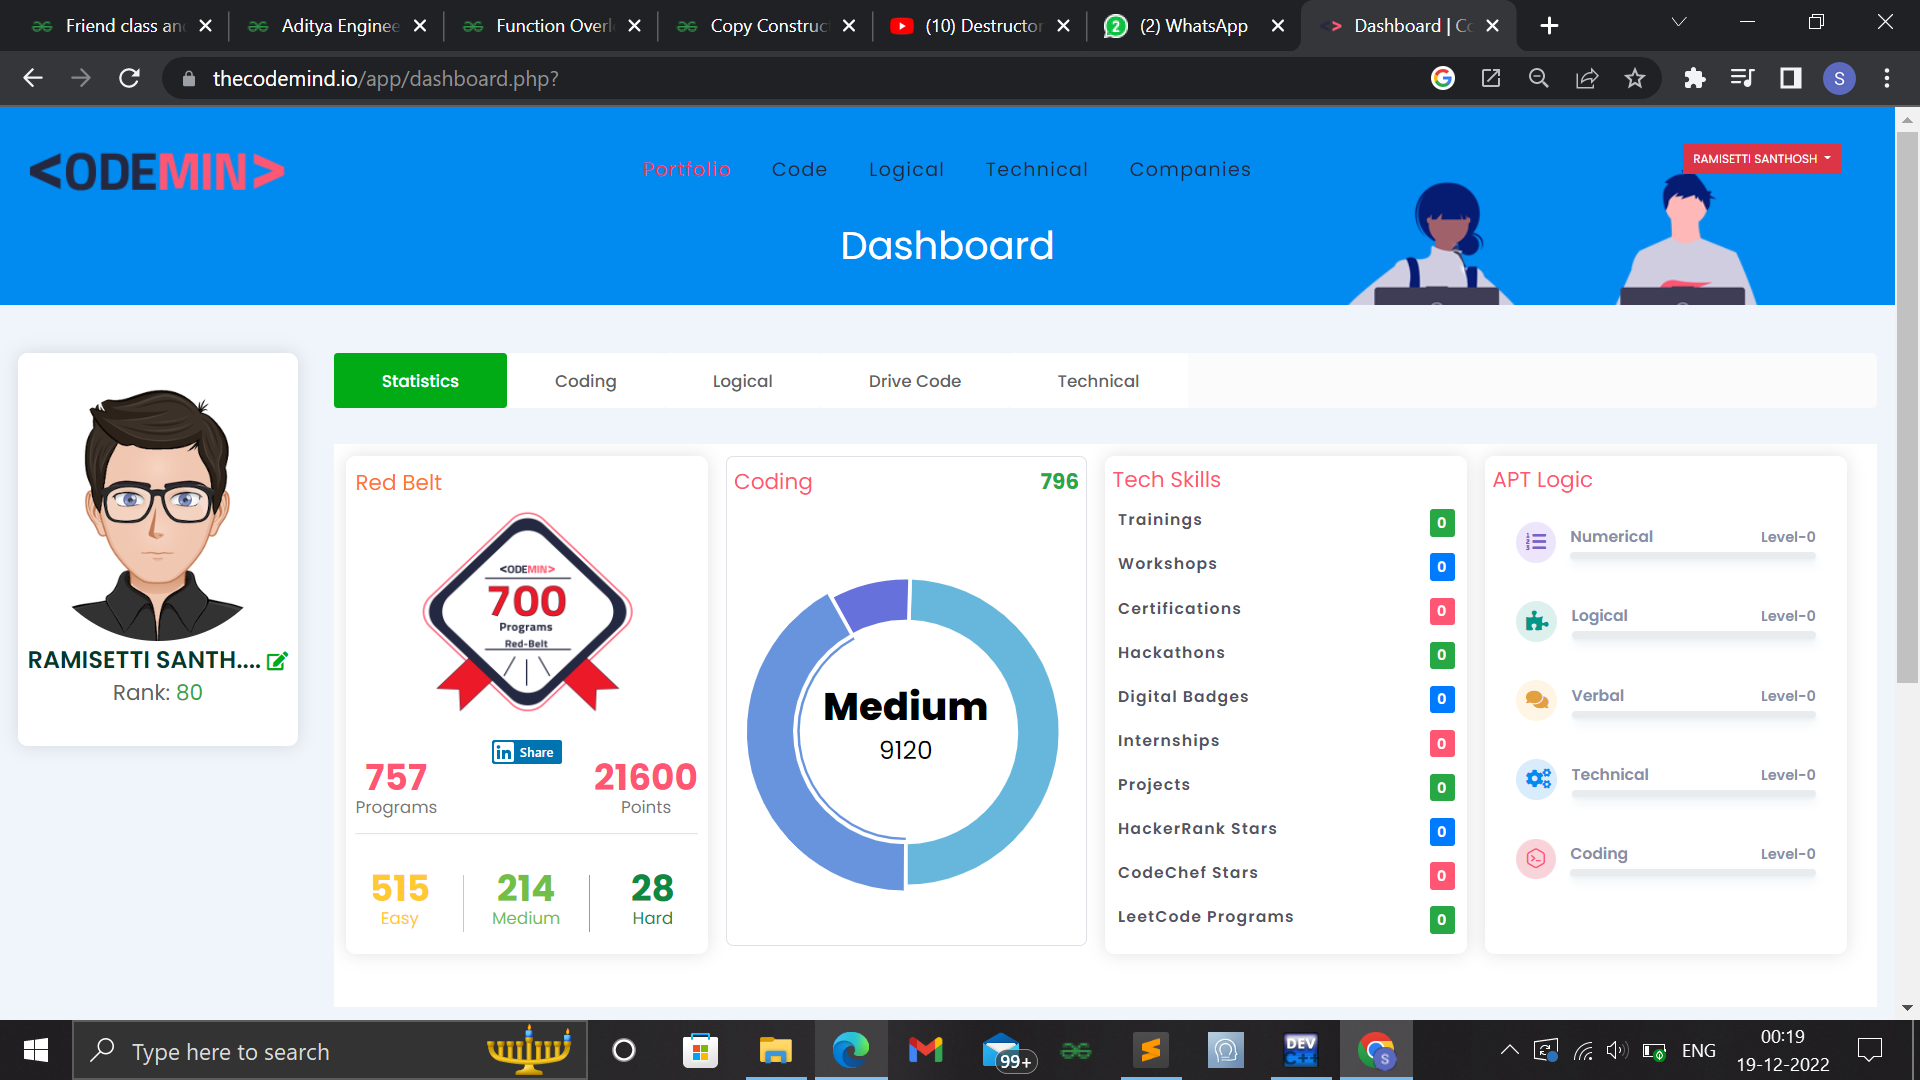 Friend class an
Aditya Enginee
Function Overl
Copy Construc
(10) Destructor
(2) WhatsApp
Dashboard | Co
thecodemind.io/app/dashboard.php?
S
<ODEMIN>
Portfolio
Code
Logical
Technical
Companies
RAMISETTI SANTHOSH
Dashboard
RAMISETTI SANTH....
Rank: 80
Statistics
Coding
Logical
Drive Code
Technical
Red Belt
<ODEMIN>
700
Programs
Red-Belt
in Share
757
Programs
21600
Points
515
Easy
214
Medium
28
Hard
Coding
796
Medium
9120
Tech Skills
Trainings 0
Workshops 0
Certifications 0
Hackathons 0
Digital Badges 0
Internships 0
Projects 0
HackerRank Stars 0
CodeChef Stars 0
LeetCode Programs 0
APT Logic
Numerical Level-0
Logical Level-0
Verbal Level-0
Technical Level-0
Coding Level-0
Type here to search
99+
DEV
C++
S
ENG
00:19
19-12-2022